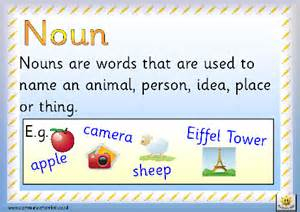 Noun
Nouns are words that are used to
name an animal, person, idea, place
or thing.
E.g.
camera
Eiffel Tower
apple
sheep